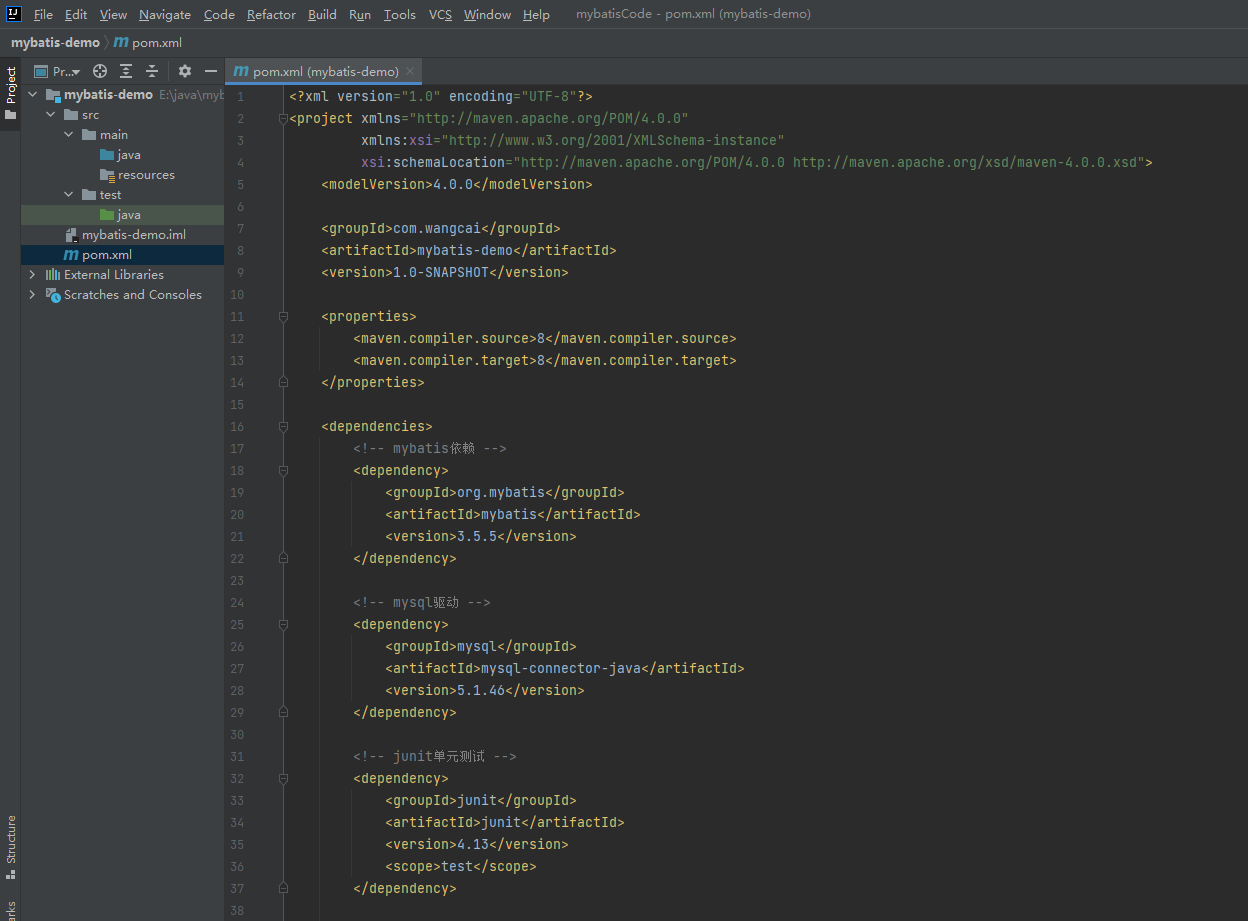 File Edit View Navigate Code Refactor Build Run Tools VCS Window Help mybatisCode - pom.xml (mybatis-demo)
mybatis-demo pom.xml
Project
Pr...
pom.xml (mybatis-demo)
mybatis-demo E:\java\myb
src
main
java
resources
test
java
mybatis-demo.iml
pom.xml
External Libraries
Scratches and Consoles
Structure
1 <?xml version="1.0" encoding="UTF-8"?>
2 <project xmlns="http://maven.apache.org/POM/4.0.0"
3 xmlns:xsi="http://www.w3.org/2001/XMLSchema-instance"
4 xsi:schemaLocation="http://maven.apache.org/POM/4.0.0 http://maven.apache.org/xsd/maven-4.0.0.xsd">
5 <modelVersion>4.0.0</modelVersion>
6
7 <groupId>com.wangcai</groupId>
8 <artifactId>mybatis-demo</artifactId>
9 <version>1.0-SNAPSHOT</version>
10
11 <properties>
12 <maven.compiler.source>8</maven.compiler.source>
13 <maven.compiler.target>8</maven.compiler.target>
14 </properties>
15
16 <dependencies>
17 <!-- mybatis依赖 -->
18 <dependency>
19 <groupId>org.mybatis</groupId>
20 <artifactId>mybatis</artifactId>
21 <version>3.5.5</version>
22 </dependency>
23
24 <!-- mysql驱动 -->
25 <dependency>
26 <groupId>mysql</groupId>
27 <artifactId>mysql-connector-java</artifactId>
28 <version>5.1.46</version>
29 </dependency>
30
31 <!-- junit单元测试 -->
32 <dependency>
33 <groupId>junit</groupId>
34 <artifactId>junit</artifactId>
35 <version>4.13</version>
36 <scope>test</scope>
37 </dependency>
38